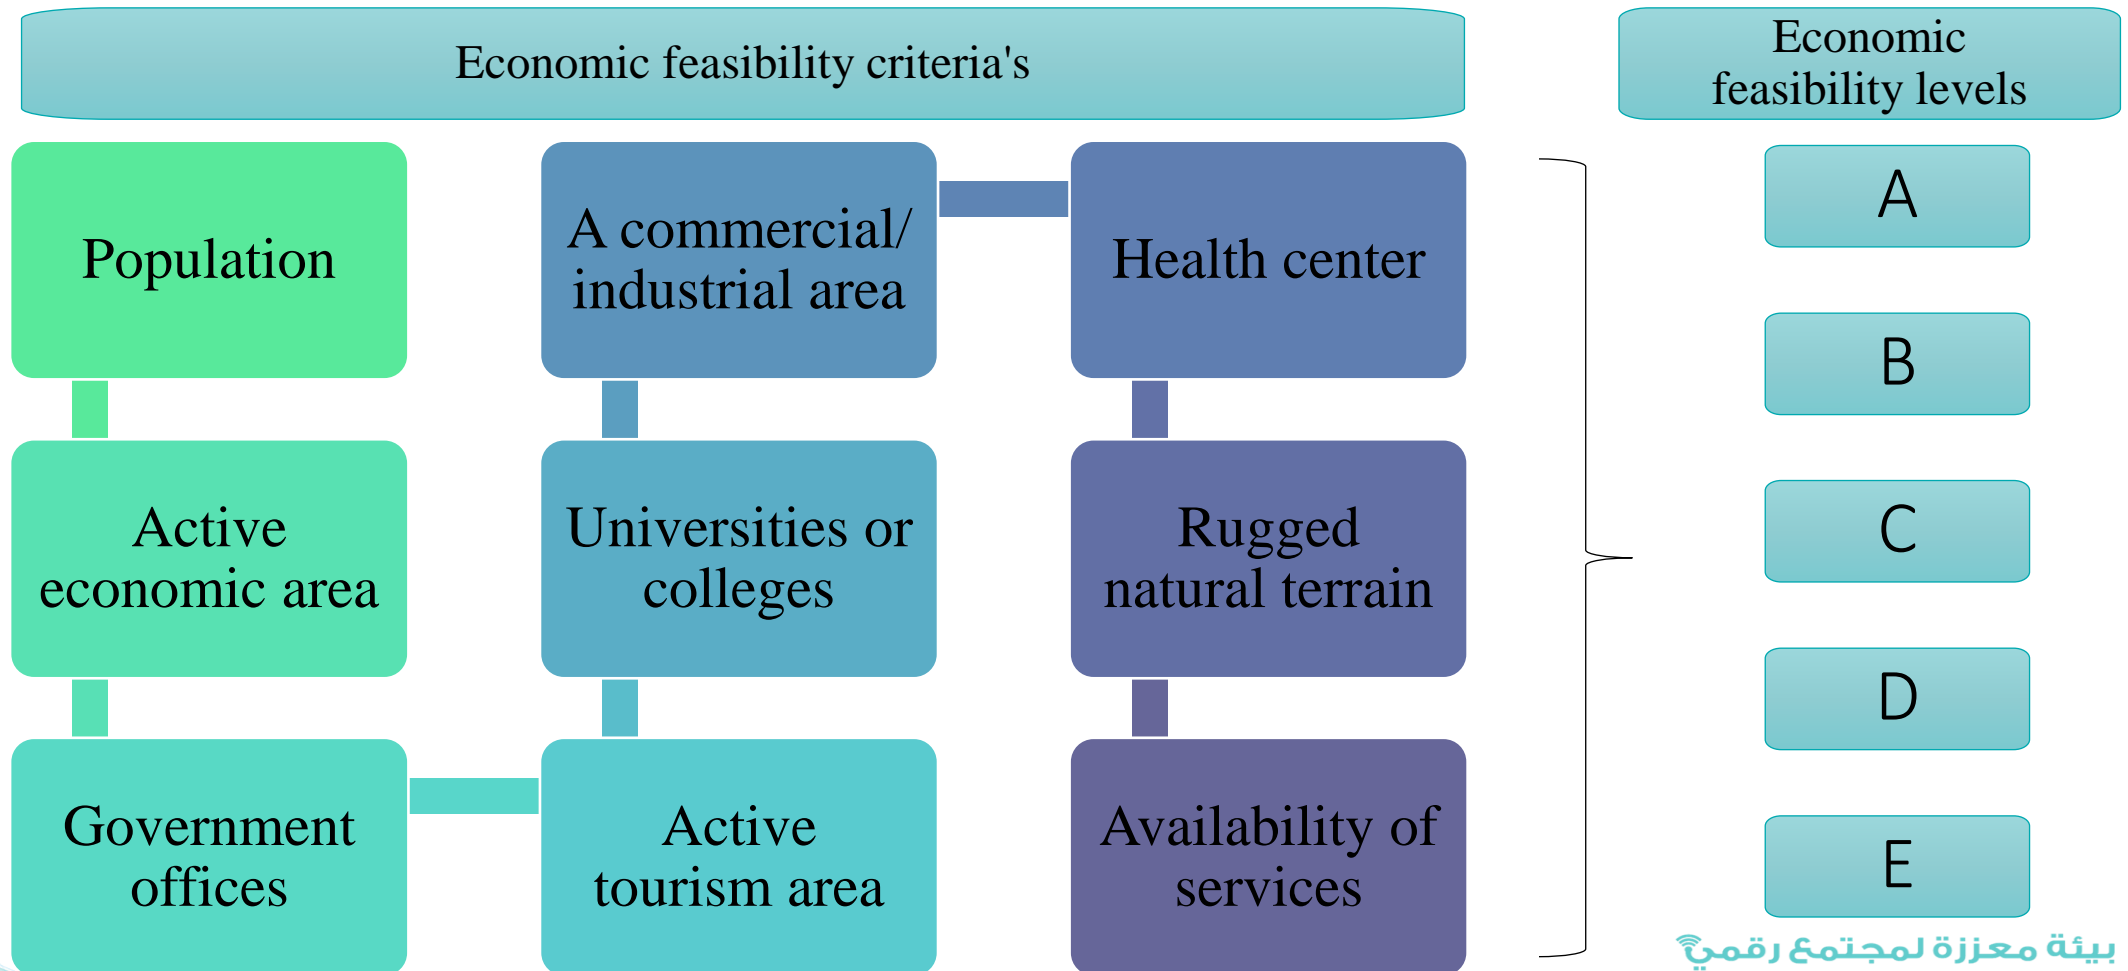 Economic feasibility criteria's
Economic
feasibility levels
Population
Active
economic area
Government
offices
Active
tourism area
Universities or
colleges
A commercial/
industrial area
Health center
Rugged
natural terrain
Availability of
services
A
B
C
D
E
بيئة معززة لمجتمع رقمي